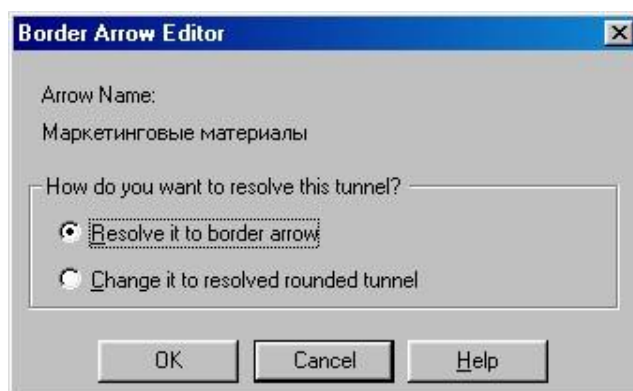 Border Arrow Editor
Arrow Name:
Маркетинговые материалы
How do you want to resolve this tunnel?
Resolve it to border arrow
Change it to resolved rounded tunnel
OK Cancel Help